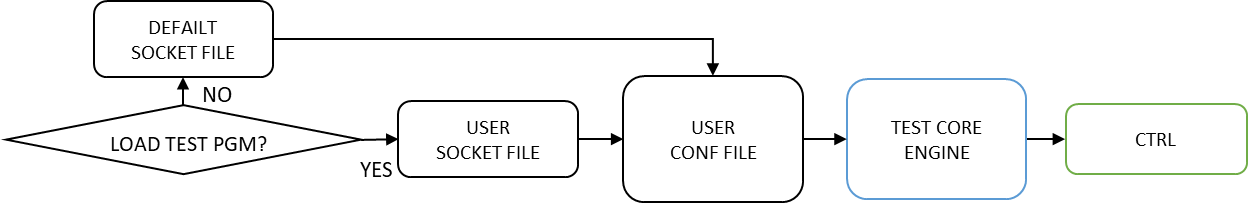 DEFAILT
SOCKET FILE
NO
LOAD TEST PGM?
YES
USER
SOCKET FILE
USER
CONF FILE
TEST CORE
ENGINE
CTRL